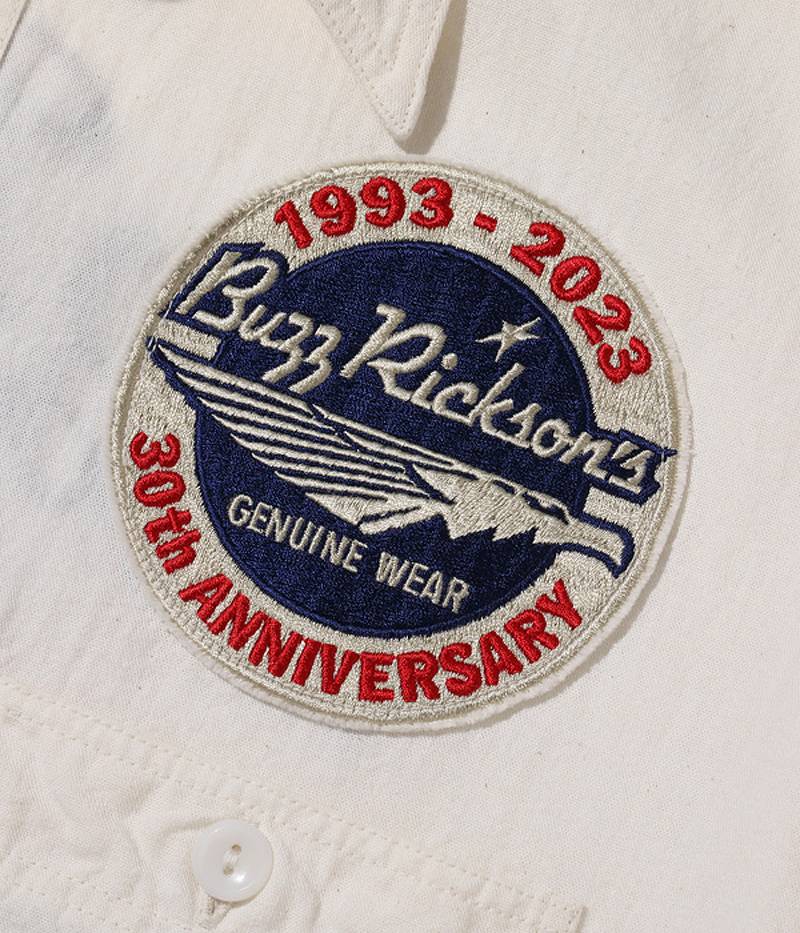 1993 - 2023
Buzz Rickson's
GENUINE WEAR
30th ANNIVERSARY